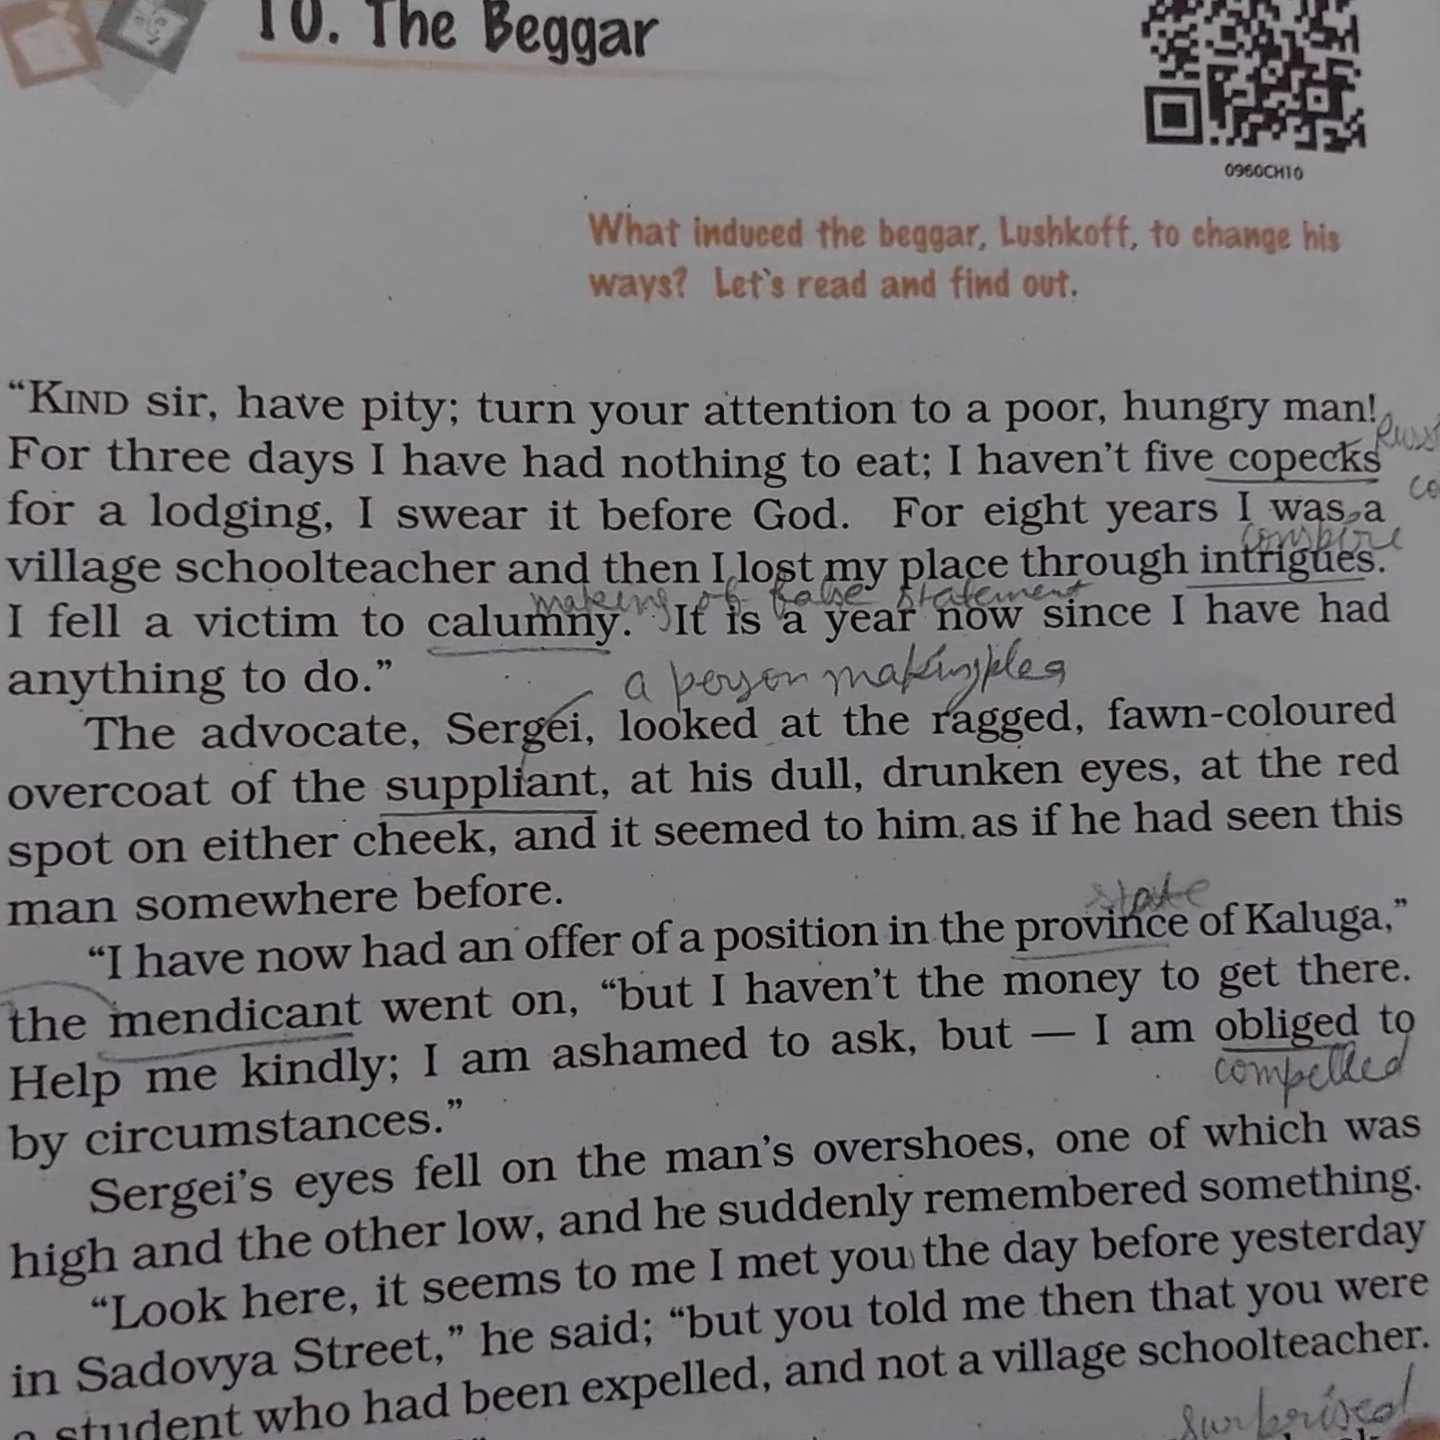 10. The Beggar
0960CH10
What induced the beggar, Lushkoff, to change his
ways? Let's read and find out.
“KIND sir, have pity; turn your attention to a poor, hungry man!
For three days I have had nothing to eat; I haven't five copecks
for a lodging, I swear it before God. For eight years I was a
village schoolteacher and then I lost my place through intrigues.
making of false statement
I fell a victim to calumny. It is a year now since I have had
anything to do.”
a person making plea
The advocate, Sergei, looked at the ragged, fawn-coloured
overcoat of the suppliant, at his dull, drunken eyes, at the red
spot on either cheek, and it seemed to him as if he had seen this
man somewhere before.
state
“I have now had an offer of a position in the province of Kaluga,”
the mendicant went on, “but I haven't the money to get there.
Help me kindly; I am ashamed to ask, but — I am obliged to
compelled
by circumstances.”
Sergei's eyes fell on the man's overshoes, one of which was
high and the other low, and he suddenly remembered something.
“Look here, it seems to me I met you the day before yesterday
in Sadovya Street,” he said; “but you told me then that you were
a student who had been expelled, and not a village schoolteacher.
surprised